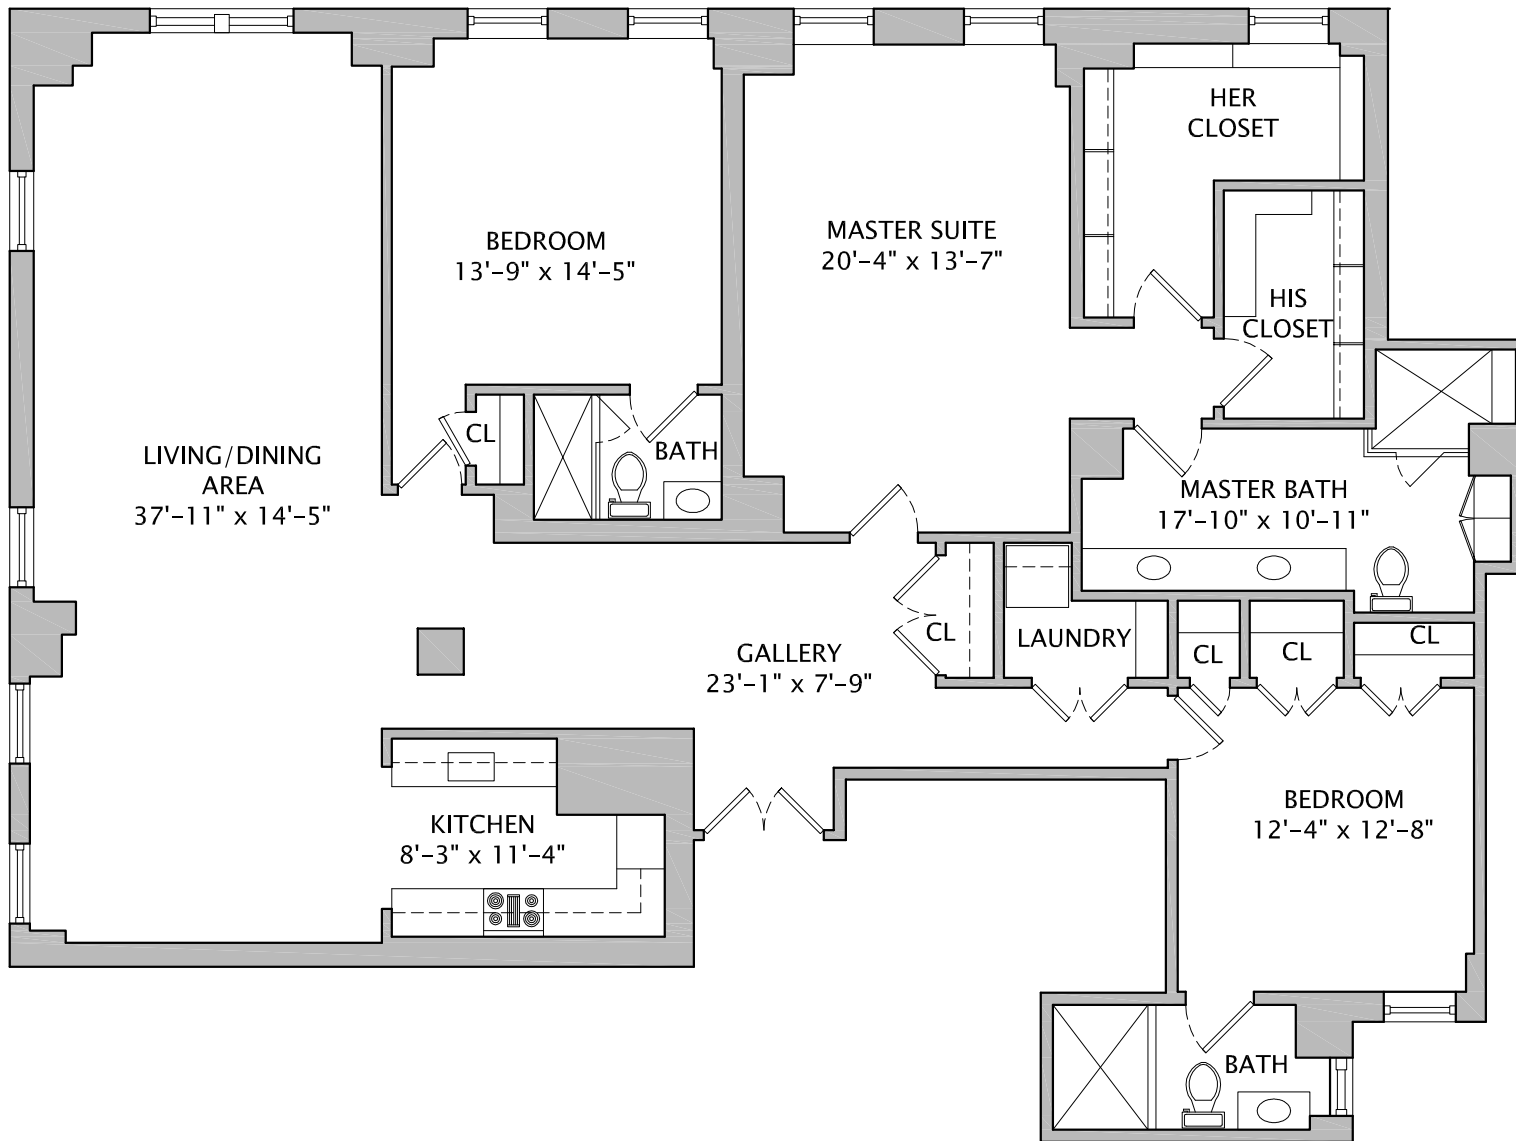 HER
CLOSET
BEDROOM
13'-9" x 14'-5"
MASTER SUITE
20'-4" x 13'-7"
HIS
CLOSET
LIVING/DINING
AREA
37'-11" x 14'-5"
CL
BATH
MASTER BATH
17'-10" x 10'-11"
GALLERY
23'-1" x 7'-9"
CL
LAUNDRY
CL
CL
CL
KITCHEN
8'-3" x 11'-4"
BEDROOM
12'-4" x 12'-8"
BATH